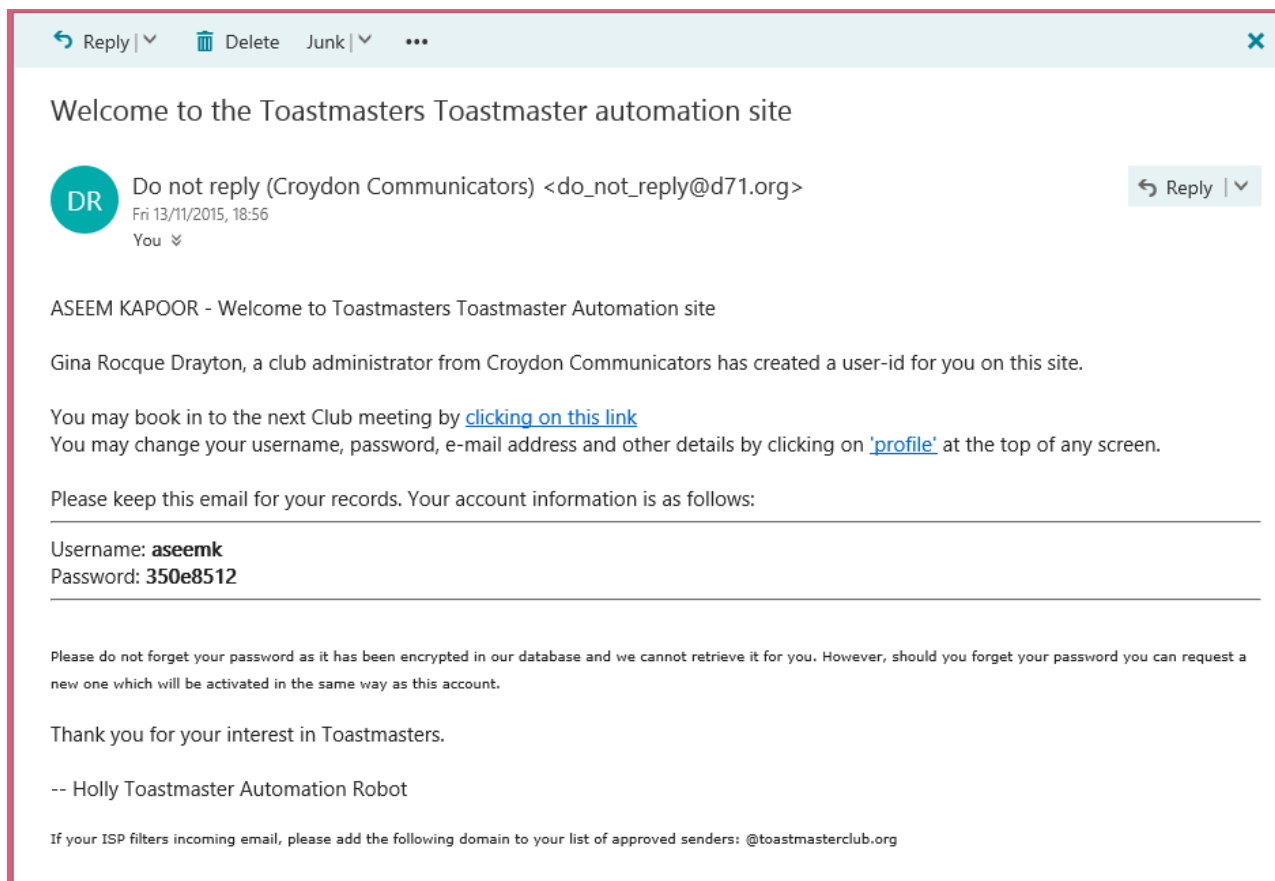 Reply | Delete Junk | •••
Welcome to the Toastmasters Toastmaster automation site
DR
Do not reply (Croydon Communicators) <do_not_reply@d71.org>
Reply |
Fri 13/11/2015, 18:56
You
ASEEM KAPOOR - Welcome to Toastmasters Toastmaster Automation site
Gina Rocque Drayton, a club administrator from Croydon Communicators has created a user-id for you on this site.
You may book in to the next Club meeting by clicking on this link
You may change your username, password, e-mail address and other details by clicking on 'profile' at the top of any screen.
Please keep this email for your records. Your account information is as follows:
Username: aseemk
Password: 350e8512
Please do not forget your password as it has been encrypted in our database and we cannot retrieve it for you. However, should you forget your password you can request a
new one which will be activated in the same way as this account.
Thank you for your interest in Toastmasters.
-- Holly Toastmaster Automation Robot
If your ISP filters incoming email, please add the following domain to your list of approved senders: @toastmasterclub.org